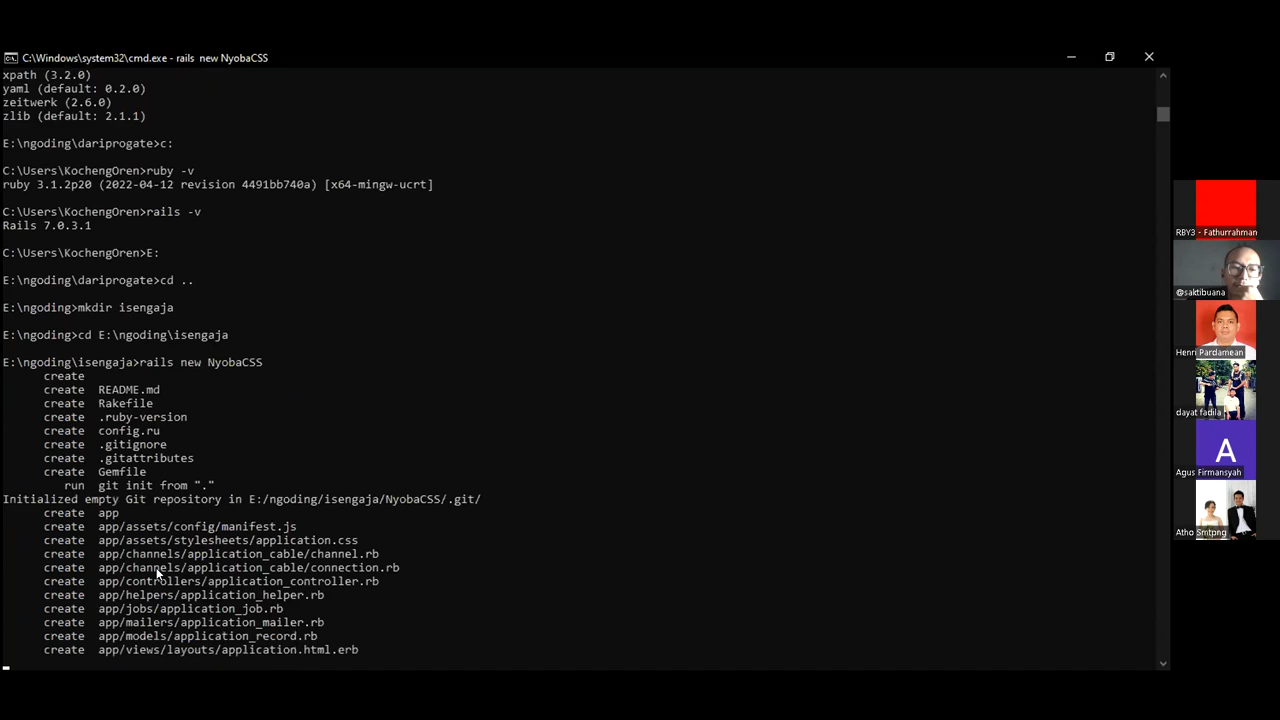 C:\Windows\system32\cmd.exe - rails  new NyobaCSS
xpath (3.2.0)
yaml (default: 0.2.0)
zeitwerk (2.6.0)
zlib (default: 2.1.1)
E:\ngoding\dariprogate>c:
C:\Users\KochengOren>ruby -v
ruby 3.1.2p20 (2022-04-12 revision 4491bb740a) [x64-mingw-ucrt]
C:\Users\KochengOren>rails -v
Rails 7.0.3.1
C:\Users\KochengOren>E:
E:\ngoding\dariprogate>cd ..
E:\ngoding>mkdir isengaja
E:\ngoding>cd E:\ngoding\isengaja
E:\ngoding\isengaja>rails new NyobaCSS
create
create  README.md
create  Rakefile
create  .ruby-version
create  config.ru
create  .gitignore
create  .gitattributes
create  Gemfile
run  git init from "."
Initialized empty Git repository in E:/ngoding/isengaja/NyobaCSS/.git/
create  app
create  app/assets/config/manifest.js
create  app/assets/stylesheets/application.css
create  app/channels/application_cable/channel.rb
create  app/channels/application_cable/connection.rb
create  app/controllers/application_controller.rb
create  app/helpers/application_helper.rb
create  app/jobs/application_job.rb
create  app/mailers/application_mailer.rb
create  app/models/application_record.rb
create  app/views/layouts/application.html.erb
RBY3 - Fathurrahman
@saktibuana
Henri Pardamean
dayat fadila
A
Agus Firmansyah
Atho Smtpng